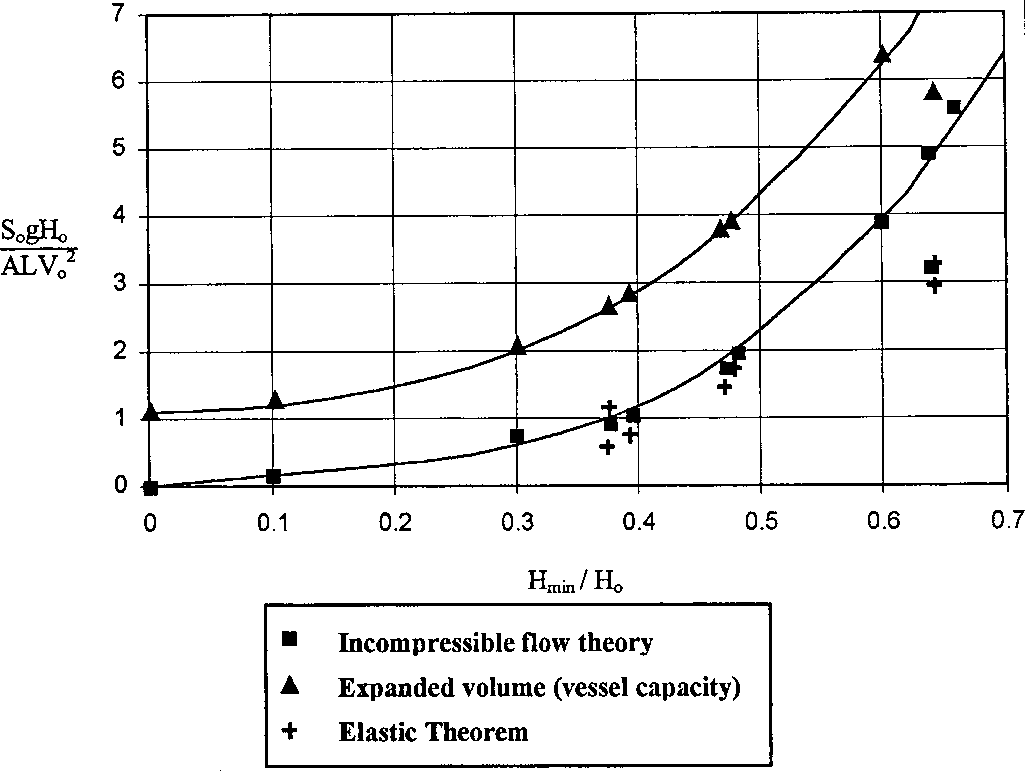 7
6
5
4
3
2
1
0
SₒgHₒ
ALVₒ²
0 0.1 0.2 0.3 0.4 0.5 0.6 0.7
Hmin / Hₒ
Incompressible flow theory
Expanded volume (vessel capacity)
Elastic Theorem